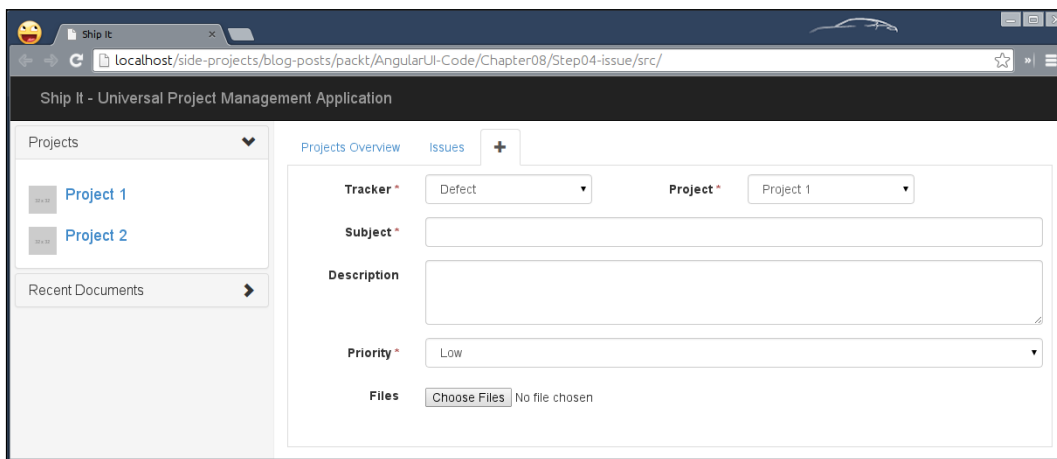 Ship It
localhost/side-projects/blog-posts/packt/AngularUI-Code/Chapter08/Step04-issue/src/
Ship It - Universal Project Management Application
Projects
Project 1
Project 2
Recent Documents
Projects Overview
Issues
Tracker * Defect Project * Project 1
Subject *
Description
Priority * Low
Files Choose Files No file chosen